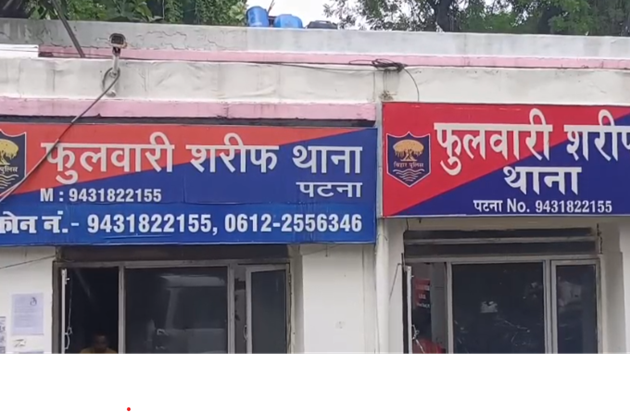 फुलवारी शरीफ थाना
पटना
M : 9431822155
फोन नं.- 9431822155, 0612-2556346
फुलवारी शरीफ
थाना
पटना No. 9431822155
बिहार पुलिस